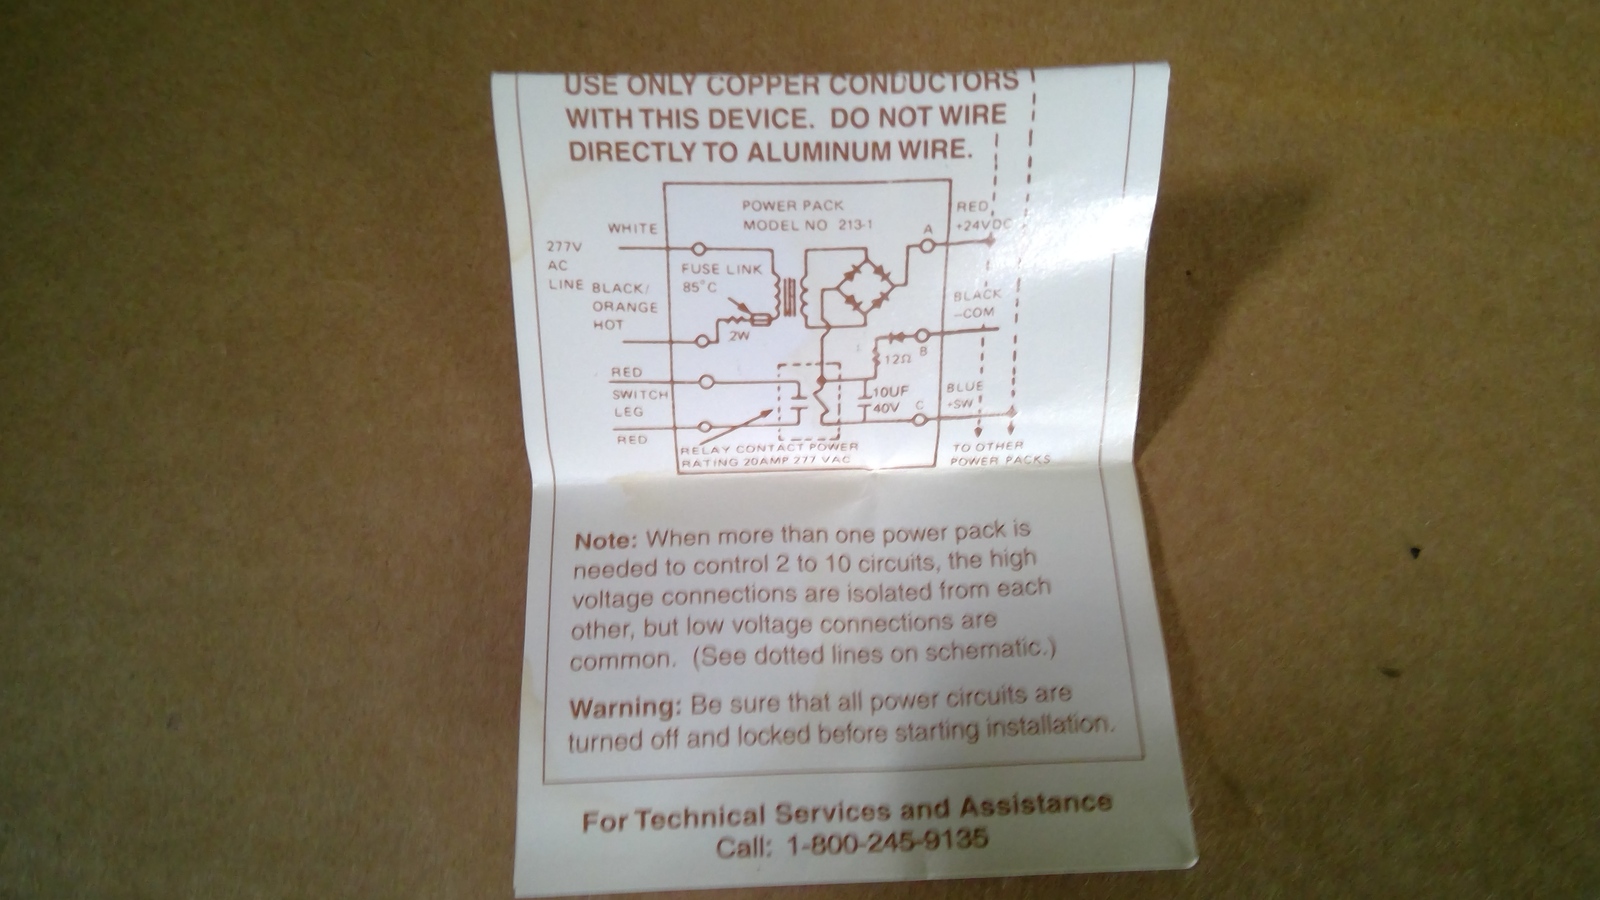 USE ONLY COPPER CONDUCTORS
WITH THIS DEVICE. DO NOT WIRE
DIRECTLY TO ALUMINUM WIRE.
POWER PACK
MODEL NO 213-1
RED
+24VDC
A
WHITE
277V
AC
LINE
FUSE LINK
85°C
BLACK/
ORANGE
HOT
2W
BLACK
-COM
B
12Ω
RED
SWITCH
LEG
RED
10UF
40V
BLUE
+SW
C
RELAY CONTACT POWER
RATING 20AMP 277 VAC
TO OTHER
POWER PACKS
Note: When more than one power pack is
needed to control 2 to 10 circuits, the high
voltage connections are isolated from each
other, but low voltage connections are
common. (See dotted lines on schematic.)
Warning: Be sure that all power circuits are
turned off and locked before starting installation.
For Technical Services and Assistance
Call: 1-800-245-9135